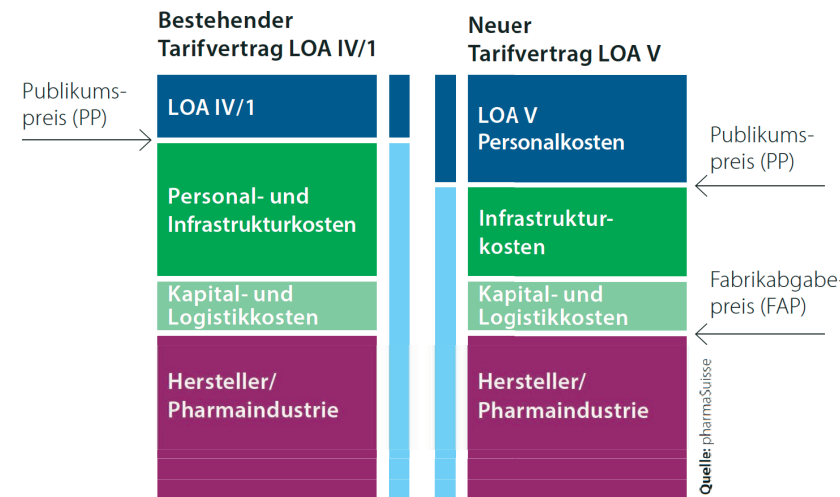 Bestehender
Tarifvertrag LOA IV/1
Neuer
Tarifvertrag LOA V
Publikums-
preis (PP)
LOA IV/1
Personal- und
Infrastrukturkosten
Kapital- und
Logistikkosten
Hersteller/
Pharmaindustrie
LOA V
Personalkosten
Infrastruktur-
kosten
Kapital- und
Logistikkosten
Hersteller/
Pharmaindustrie
Publikums-
preis (PP)
Fabrikabgabe-
preis (FAP)
Quelle: pharmaSuisse